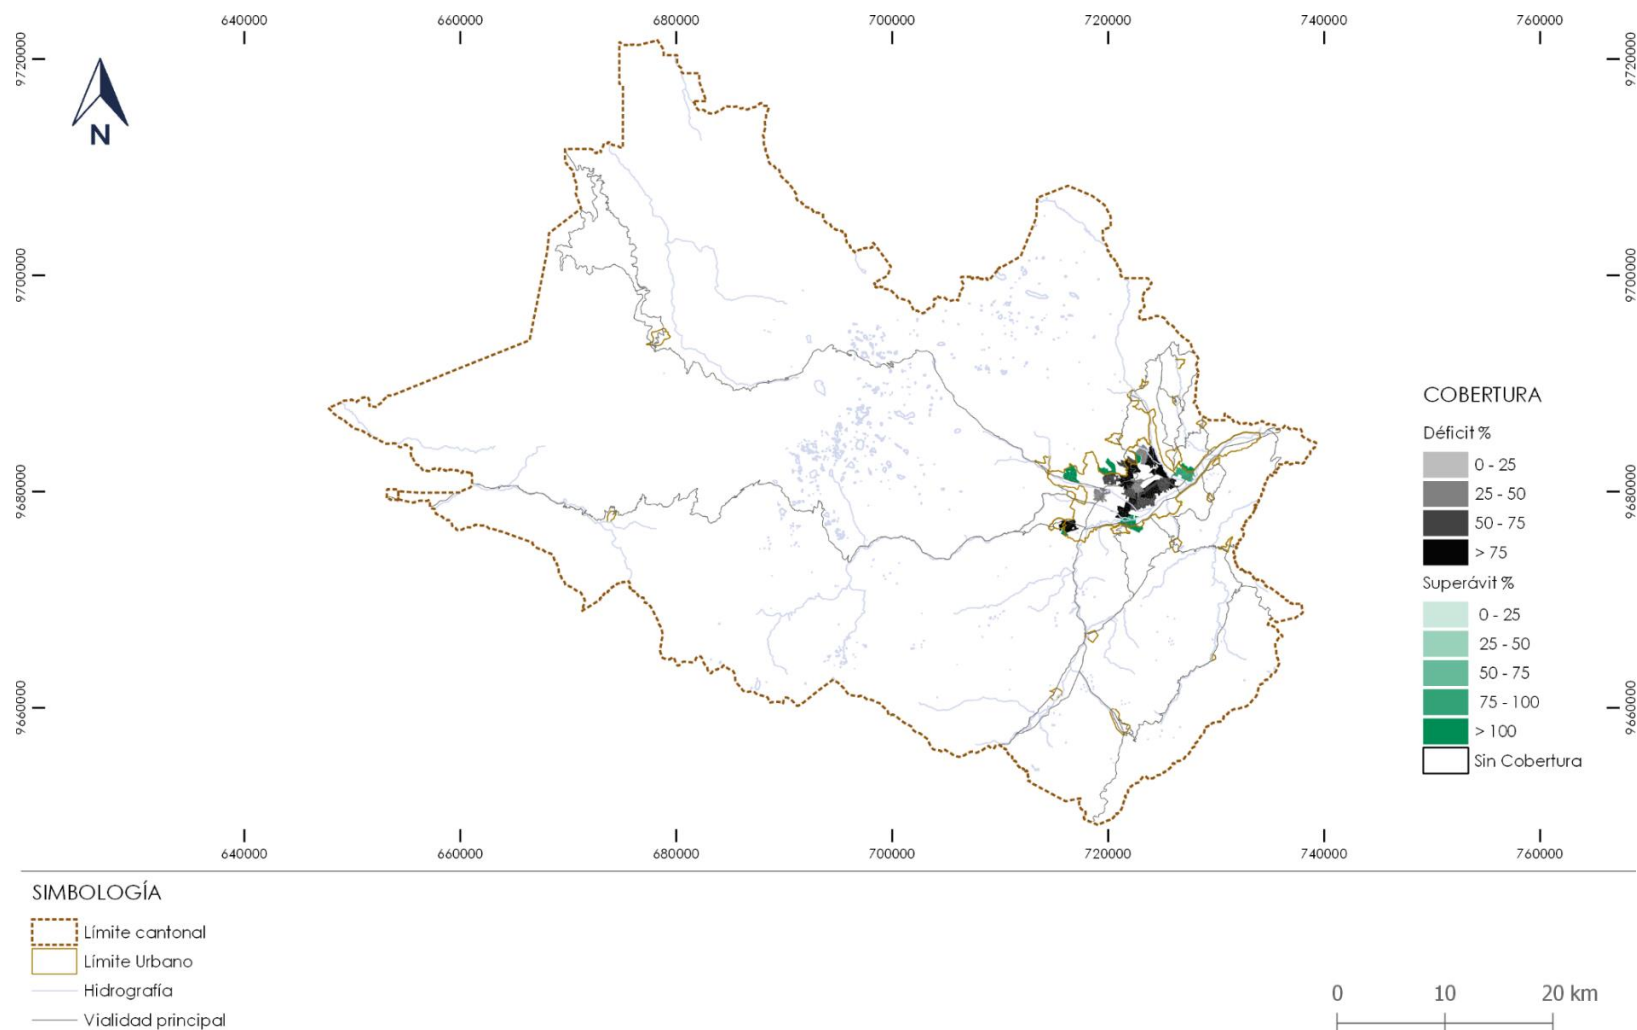 640000 660000 680000 700000 720000 740000 760000
9720000 9720000
N
9700000 9700000
9680000 9680000
9660000 9660000
COBERTURA
Déficit %
0 - 25
25 - 50
50 - 75
> 75
Superávit %
0 - 25
25 - 50
50 - 75
75 - 100
> 100
Sin Cobertura
640000 660000 680000 700000 720000 740000 760000
SIMBOLOGÍA
Límite cantonal
Límite Urbano
Hidrografía
Vialidad principal
0 10 20 km